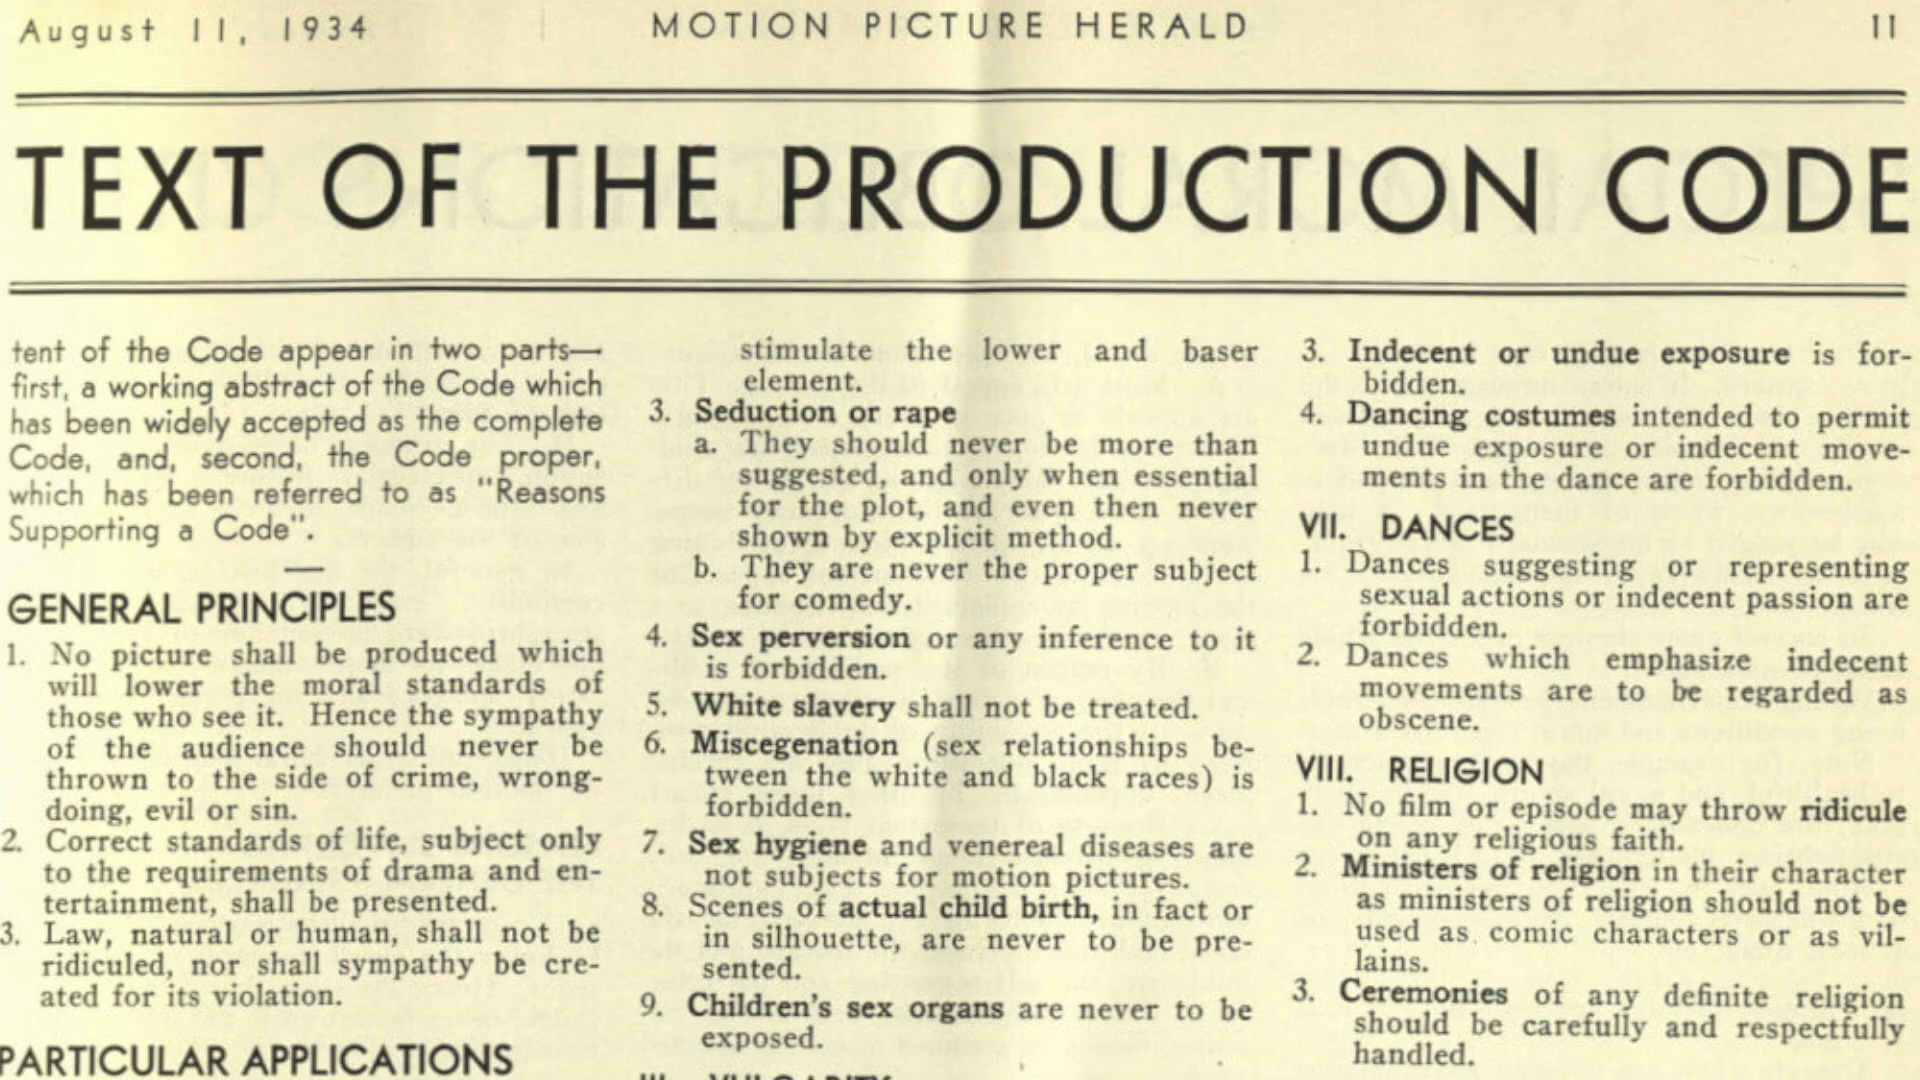 August 11, 1934
MOTION PICTURE HERALD
11
TEXT OF THE PRODUCTION CODE
tent of the Code appear in two parts—
first, a working abstract of the Code which
has been widely accepted as the complete
Code, and, second, the Code proper,
which has been referred to as "Reasons
Supporting a Code".
GENERAL PRINCIPLES
1. No picture shall be produced which
will lower the moral standards of
those who see it. Hence the sympathy
of the audience should never be
thrown to the side of crime, wrong-
doing, evil or sin.
2. Correct standards of life, subject only
to the requirements of drama and en-
tertainment, shall be presented.
3. Law, natural or human, shall not be
ridiculed, nor shall sympathy be cre-
ated for its violation.
PARTICULAR APPLICATIONS
stimulate the lower and baser
element.
3. Seduction or rape
a. They should never be more than
suggested, and only when essential
for the plot, and even then never
shown by explicit method.
b. They are never the proper subject
for comedy.
4. Sex perversion or any inference to it
is forbidden.
5. White slavery shall not be treated.
6. Miscegenation (sex relationships be-
tween the white and black races) is
forbidden.
7. Sex hygiene and venereal diseases are
not subjects for motion pictures.
8. Scenes of actual child birth, in fact or
in silhouette, are never to be pre-
sented.
9. Children's sex organs are never to be
exposed.
III. VULGARITY
3. Indecent or undue exposure is for-
bidden.
4. Dancing costumes intended to permit
undue exposure or indecent move-
ments in the dance are forbidden.
VII. DANCES
1. Dances suggesting or representing
sexual actions or indecent passion are
forbidden.
2. Dances which emphasize indecent
movements are to be regarded as
obscene.
VIII. RELIGION
1. No film or episode may throw ridicule
on any religious faith.
2. Ministers of religion in their character
as ministers of religion should not be
used as comic characters or as vil-
lains.
3. Ceremonies of any definite religion
should be carefully and respectfully
handled.